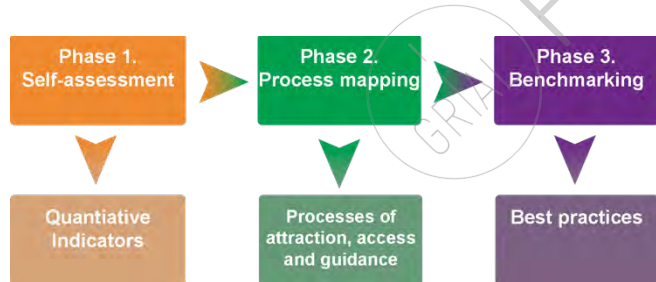 Phase 1.
Self-assessment
Phase 2.
Process mapping
Phase 3.
Benchmarking
GRIAL
Quantiative
Indicators
Processes of
attraction, access
and guidance
Best practices